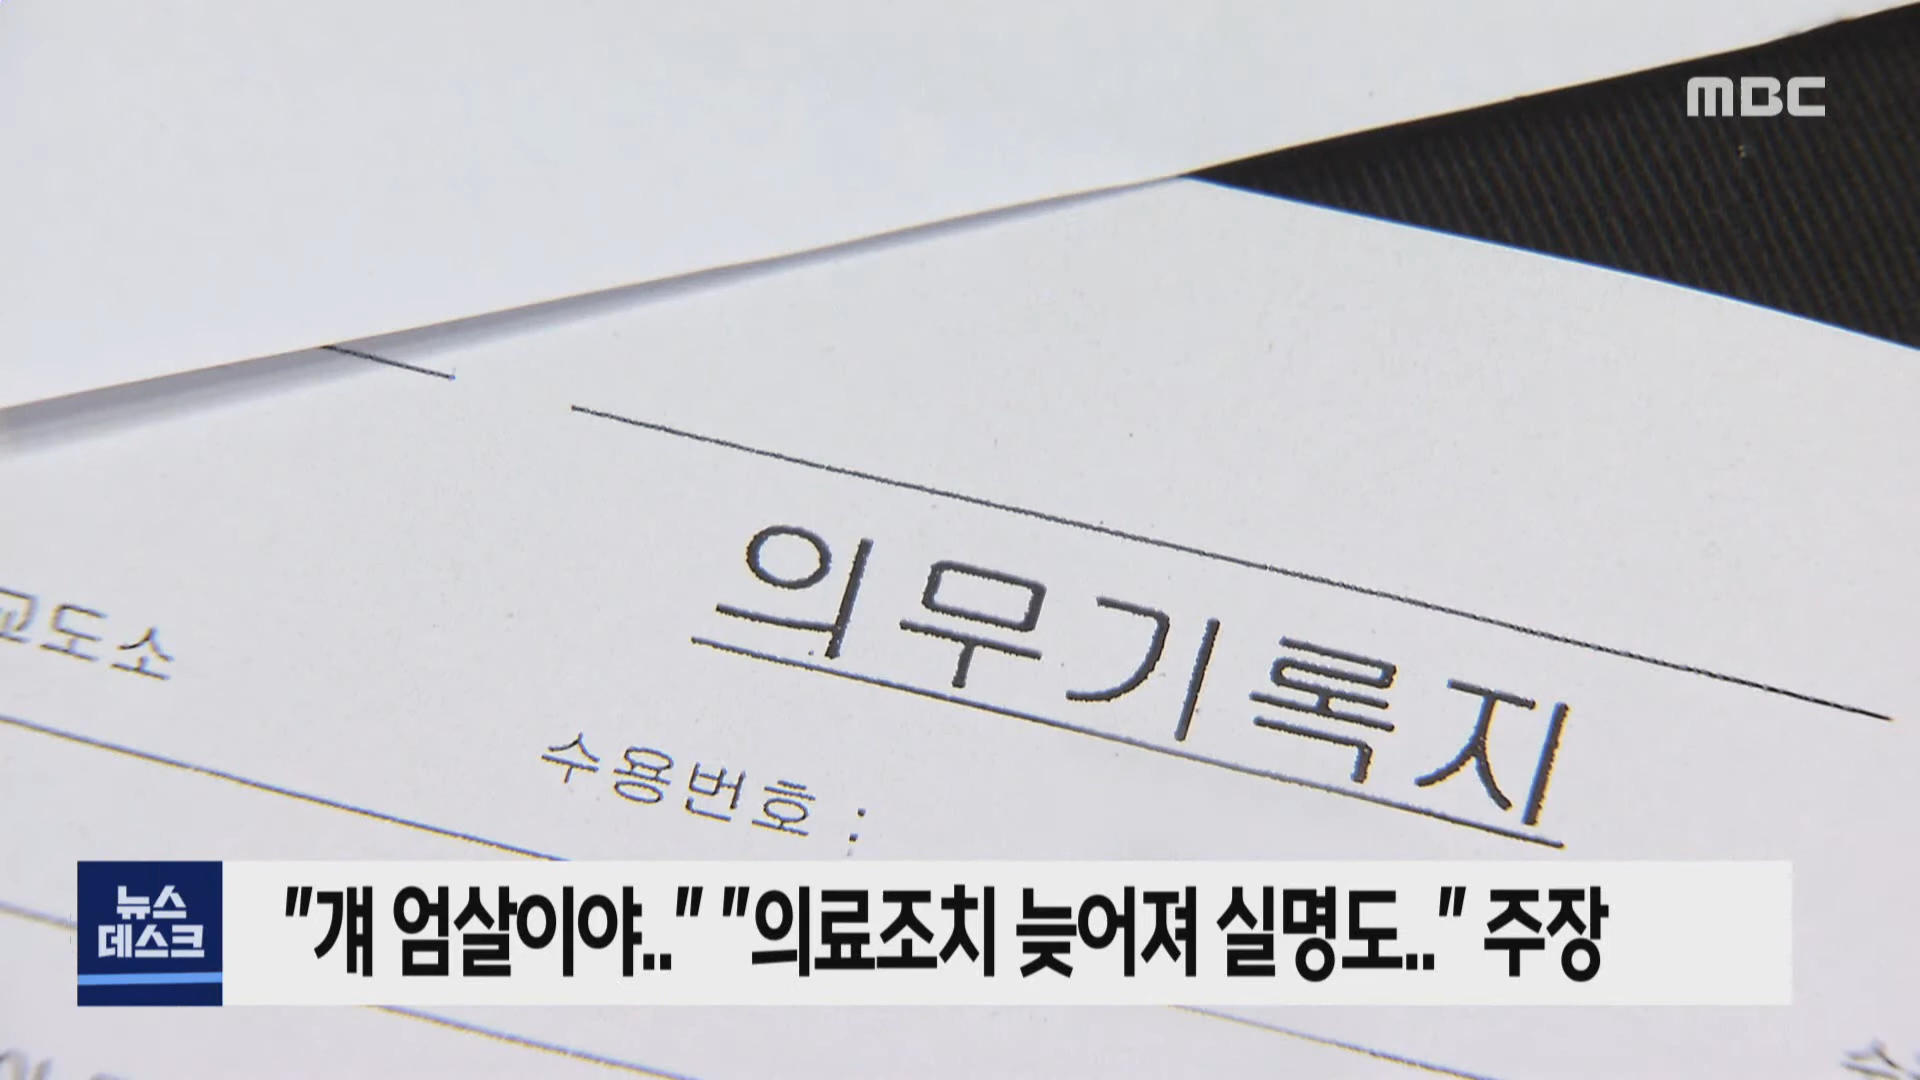 MBC
의무기록지
교도소
수용번호 :
뉴스
데스크
"걔 엄살이야.." "의료조치 늦어져 실명도.." 주장